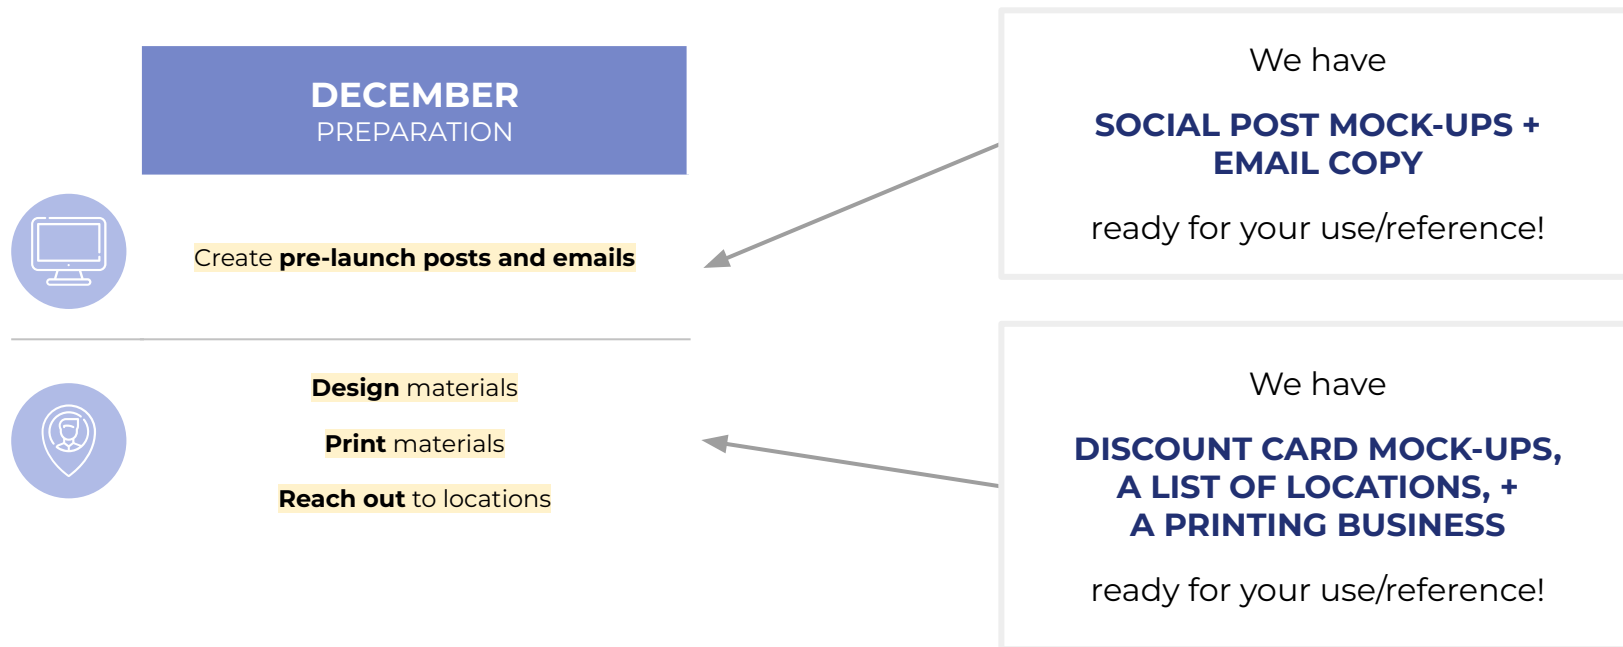 DECEMBER
PREPARATION
Create pre-launch posts and emails
Design materials
Print materials
Reach out to locations
We have
SOCIAL POST MOCK-UPS +
EMAIL COPY
ready for your use/reference!
We have
DISCOUNT CARD MOCK-UPS,
A LIST OF LOCATIONS, +
A PRINTING BUSINESS
ready for your use/reference!